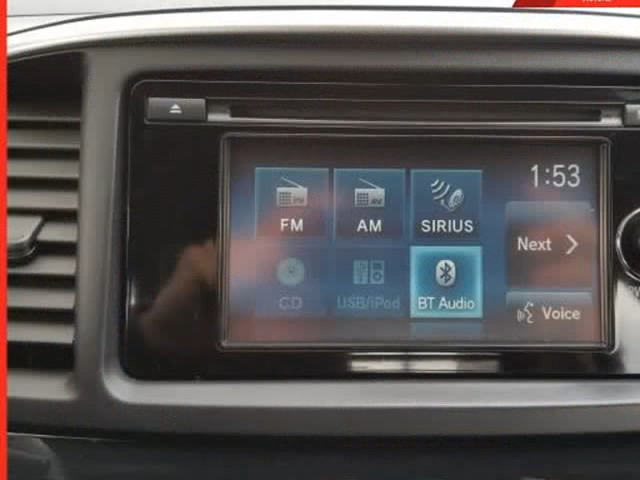 1:53
FM
AM
SIRIUS
Next
CD
USB/iPod
BT Audio
Voice